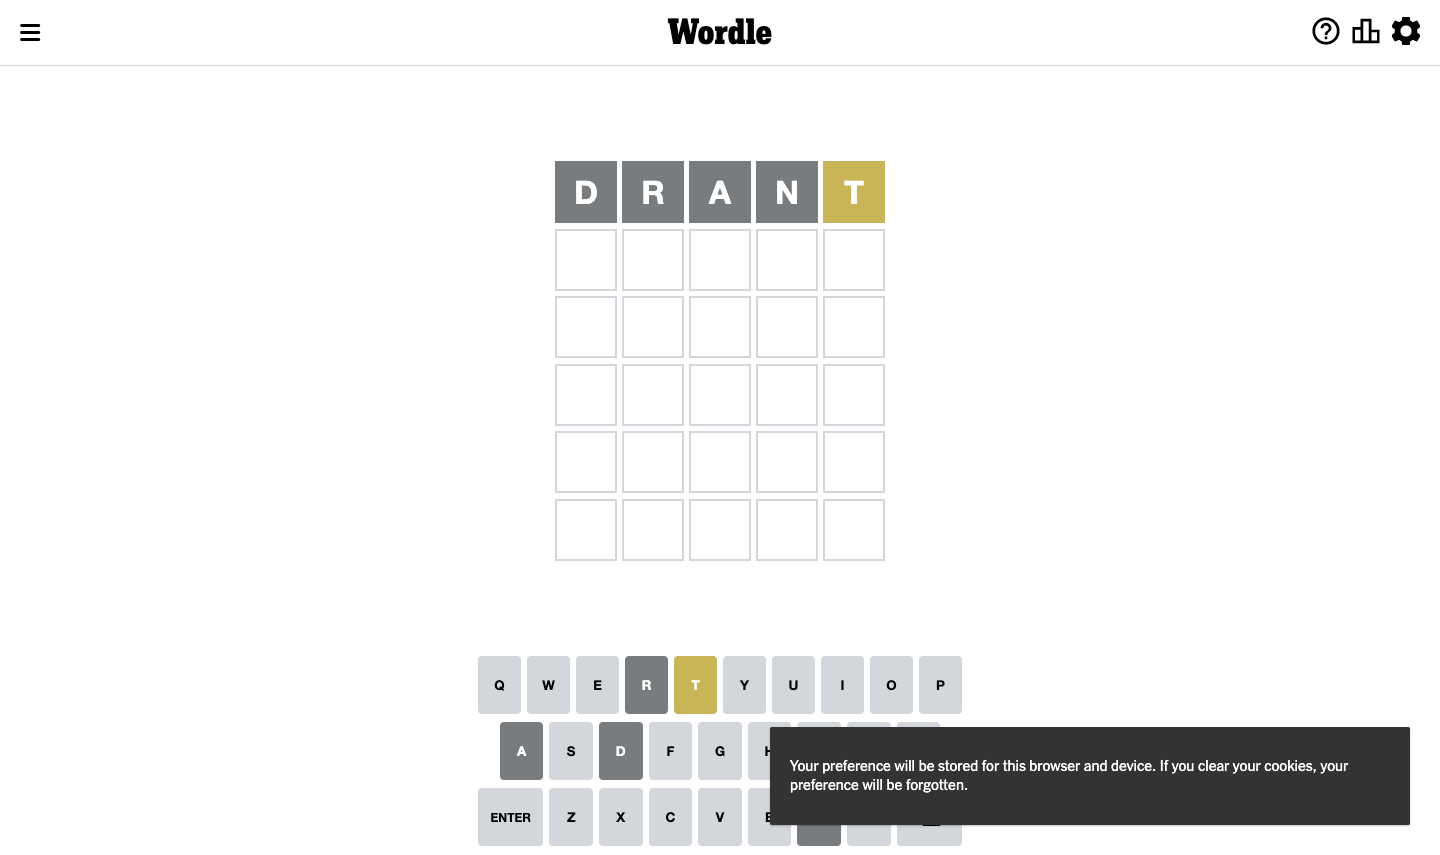 Wordle
D R A N T
Q W E R T Y U I O P
A S D F G
ENTER Z X C V
Your preference will be stored for this browser and device. If you clear your cookies, your
preference will be forgotten.